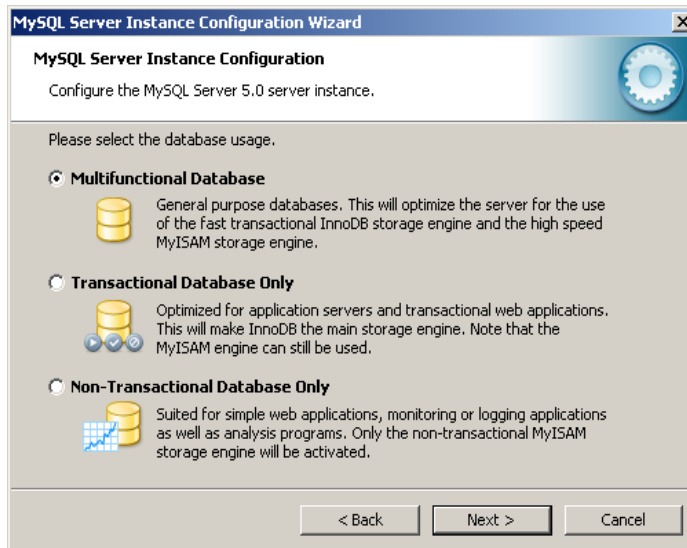 MySQL Server Instance Configuration Wizard
MySQL Server Instance Configuration
Configure the MySQL Server 5.0 server instance.
Please select the database usage.
Multifunctional Database
General purpose databases. This will optimize the server for the use
of the fast transactional InnoDB storage engine and the high speed
MyISAM storage engine.
Transactional Database Only
Optimized for application servers and transactional web applications.
This will make InnoDB the main storage engine. Note that the
MyISAM engine can still be used.
Non-Transactional Database Only
Suited for simple web applications, monitoring or logging applications
as well as analysis programs. Only the non-transactional MyISAM
storage engine will be activated.
< Back Next > Cancel